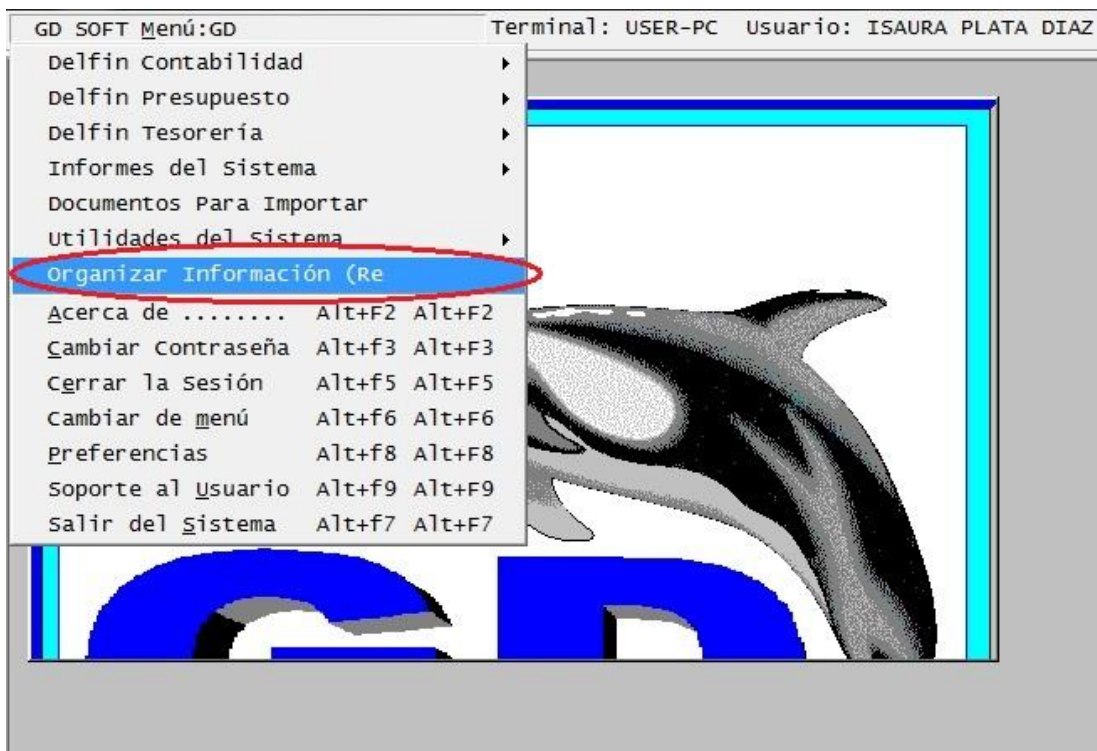 GD SOFT Menú:GD Terminal: USER-PC Usuario: ISAURA PLATA DIAZ
Delfin Contabilidad
Delfin Presupuesto
Delfin Tesorería
Informes del Sistema
Documentos Para Importar
Utilidades del Sistema
Organizar Información (Re
Acerca de ........ Alt+F2 Alt+F2
Cambiar Contraseña Alt+f3 Alt+F3
Cerrar la Sesión Alt+f5 Alt+F5
Cambiar de menú Alt+f6 Alt+F6
Preferencias Alt+f8 Alt+F8
Soporte al Usuario Alt+f9 Alt+F9
Salir del Sistema Alt+f7 Alt+F7
GD